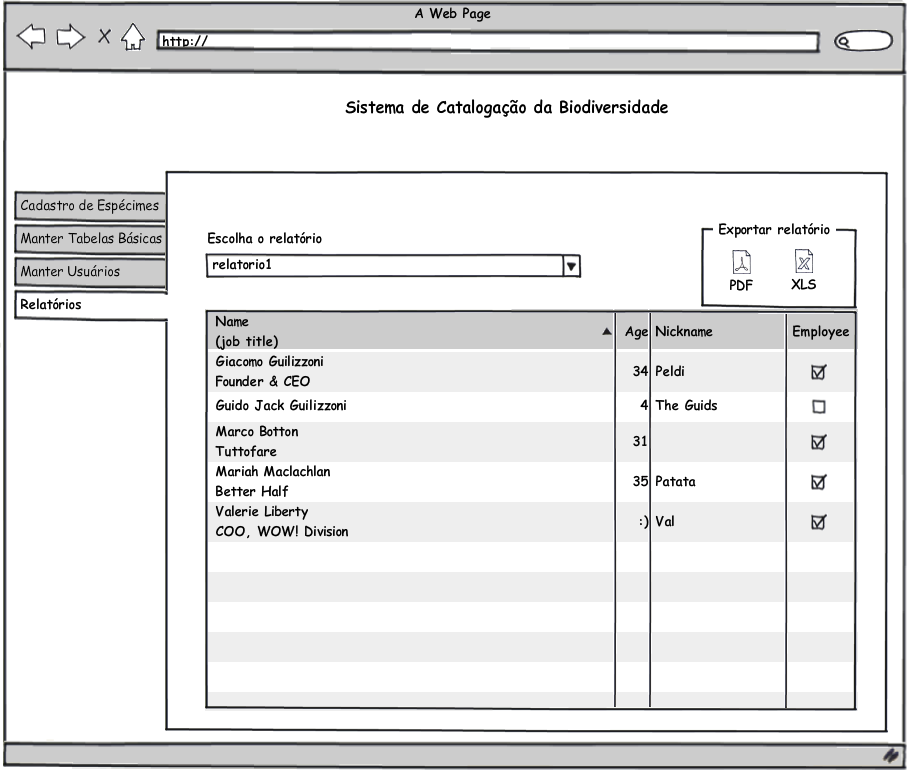 A Web Page
http://
Sistema de Catalogação da Biodiversidade
Cadastro de Espécimes
Manter Tabelas Básicas
Manter Usuários
Relatórios
Escolha o relatório
relatorio1
Exportar relatório
PDF XLS
Name
(job title) Age Nickname Employee
Giacomo Guilizzoni
Founder & CEO 34 Peldi
Guido Jack Guilizzoni 4 The Guids
Marco Botton
Tuttofare 31
Mariah Maclachlan
Better Half 35 Patata
Valerie Liberty
COO, WOW! Division :) Val